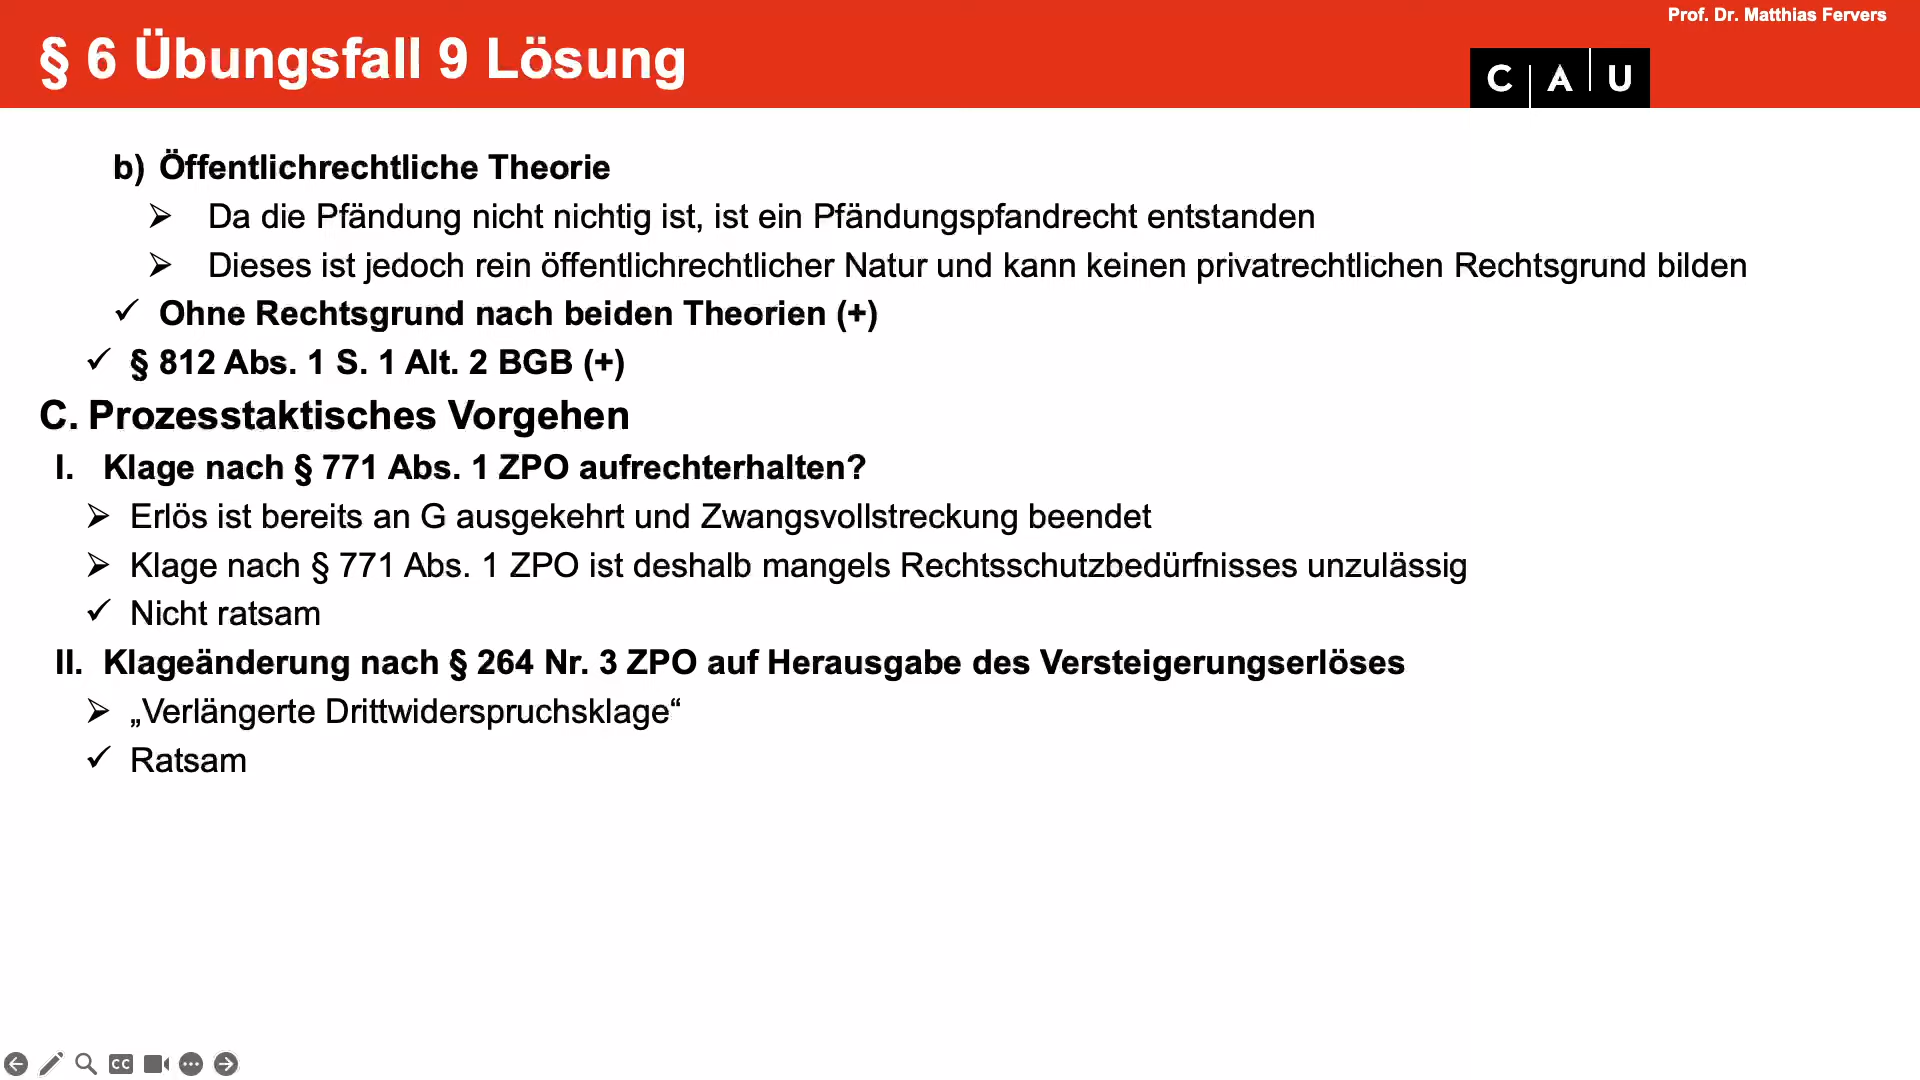 Prof. Dr. Matthias Fervers
§ 6 Übungsfall 9 Lösung
C A U
b) Öffentlichrechtliche Theorie
➢ Da die Pfändung nicht nichtig ist, ist ein Pfändungspfandrecht entstanden
➢ Dieses ist jedoch rein öffentlichrechtlicher Natur und kann keinen privatrechtlichen Rechtsgrund bilden
✓ Ohne Rechtsgrund nach beiden Theorien (+)
✓ § 812 Abs. 1 S. 1 Alt. 2 BGB (+)
C. Prozesstaktisches Vorgehen
I. Klage nach § 771 Abs. 1 ZPO aufrechterhalten?
➢ Erlös ist bereits an G ausgekehrt und Zwangsvollstreckung beendet
➢ Klage nach § 771 Abs. 1 ZPO ist deshalb mangels Rechtsschutzbedürfnisses unzulässig
✓ Nicht ratsam
II. Klageänderung nach § 264 Nr. 3 ZPO auf Herausgabe des Versteigerungserlöses
➢ „Verlängerte Drittwiderspruchsklage“
✓ Ratsam
CC